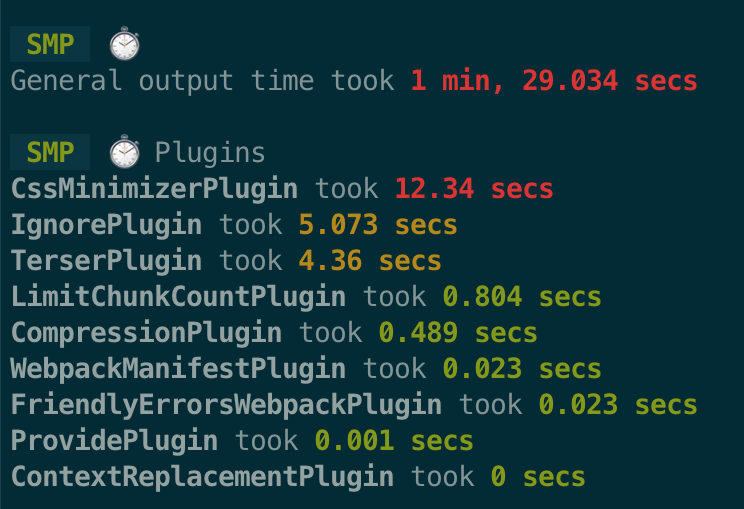 SMP ⏱
General output time took 1 min, 29.034 secs
SMP ⏱ Plugins
CssMinimizerPlugin took 12.34 secs
IgnorePlugin took 5.073 secs
TerserPlugin took 4.36 secs
LimitChunkCountPlugin took 0.804 secs
CompressionPlugin took 0.489 secs
WebpackManifestPlugin took 0.023 secs
FriendlyErrorsWebpackPlugin took 0.023 secs
ProvidePlugin took 0.001 secs
ContextReplacementPlugin took 0 secs